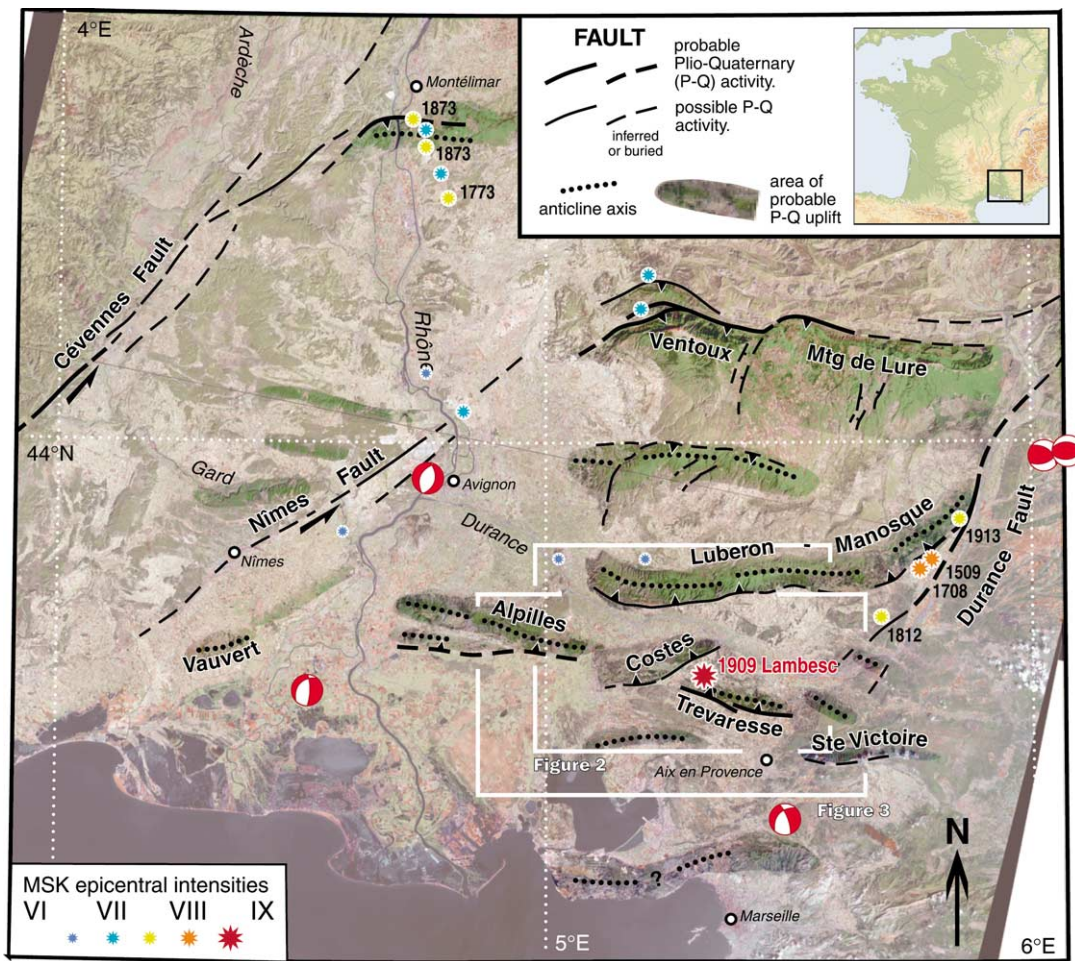 4°E
Ardèche
Montélimar
1873
1873
1773
FAULT
probable
Plio-Quaternary
(P-Q) activity.
possible P-Q
activity.
inferred
or buried
anticline axis
area of
probable
P-Q uplift
Cévennes Fault
Rhône
Ventoux
Mtg de Lure
44°N
Gard
Nîmes Fault
Avignon
Nîmes
Durance
Luberon
Manosque
1913
1509
1708
Durance Fault
1812
Alpilles
Vauvert
Costes
1909 Lambesc
Trevaresse
Ste Victoire
Figure 2
Aix en Provence
Figure 3
N
?
Marseille
MSK epicentral intensities
VI VII VIII IX
5°E
6°E